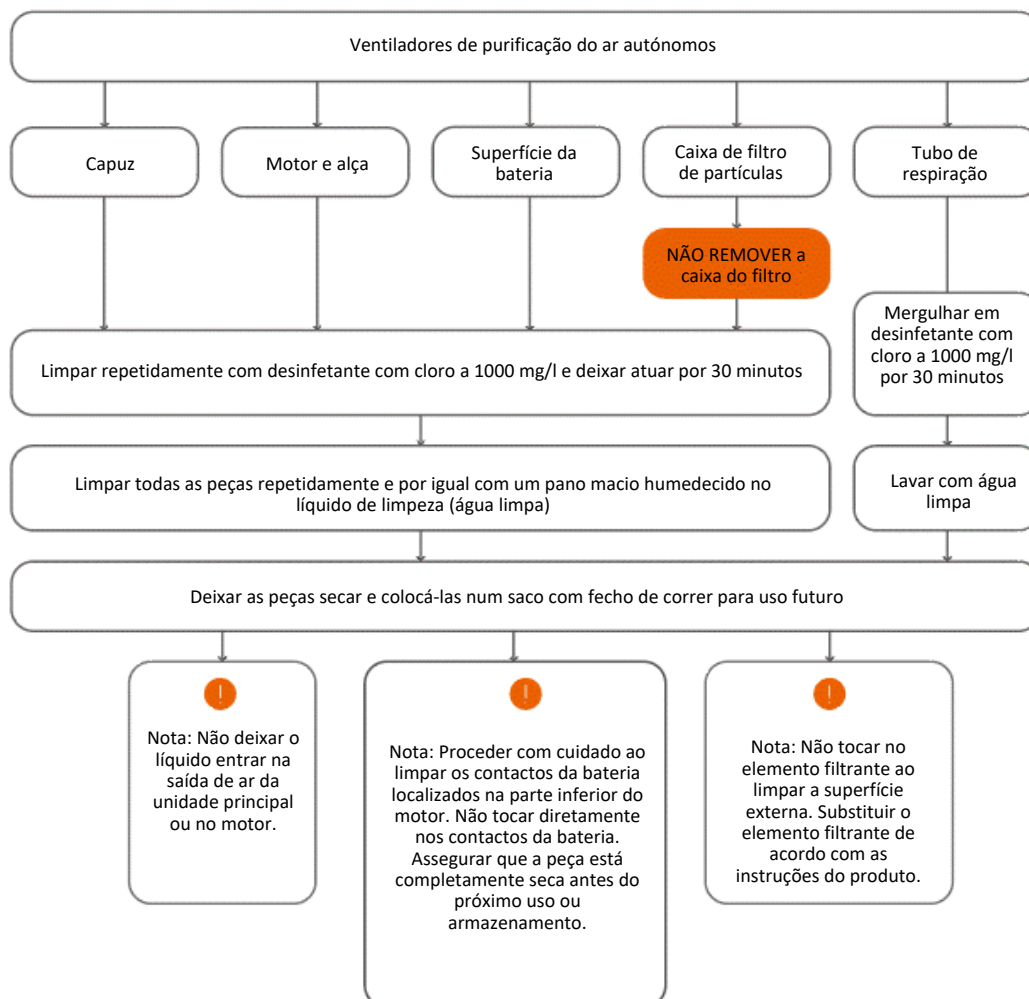 Ventiladores de purificação do ar autónomos
Capuz
Motor e alça
Superfície da
bateria
Caixa de filtro
de partículas
Tubo de
respiração
NÃO REMOVER a
caixa do filtro
Mergulhar em
desinfetante com
cloro a 1000 mg/l
por 30 minutos
Limpar repetidamente com desinfetante com cloro a 1000 mg/l e deixar atuar por 30 minutos
Limpar todas as peças repetidamente e por igual com um pano macio humedecido no
líquido de limpeza (água limpa)
Lavar com água
limpa
Deixar as peças secar e colocá-las num saco com fecho de correr para uso futuro
!
Nota: Não deixar o
líquido entrar na
saída de ar da
unidade principal
ou no motor.
!
Nota: Proceder com cuidado ao
limpar os contactos da bateria
localizados na parte inferior do
motor. Não tocar diretamente
nos contactos da bateria.
Assegurar que a peça está
completamente seca antes do
próximo uso ou
armazenamento.
!
Nota: Não tocar no
elemento filtrante ao
limpar a superfície
externa. Substituir o
elemento filtrante de
acordo com as
instruções do produto.